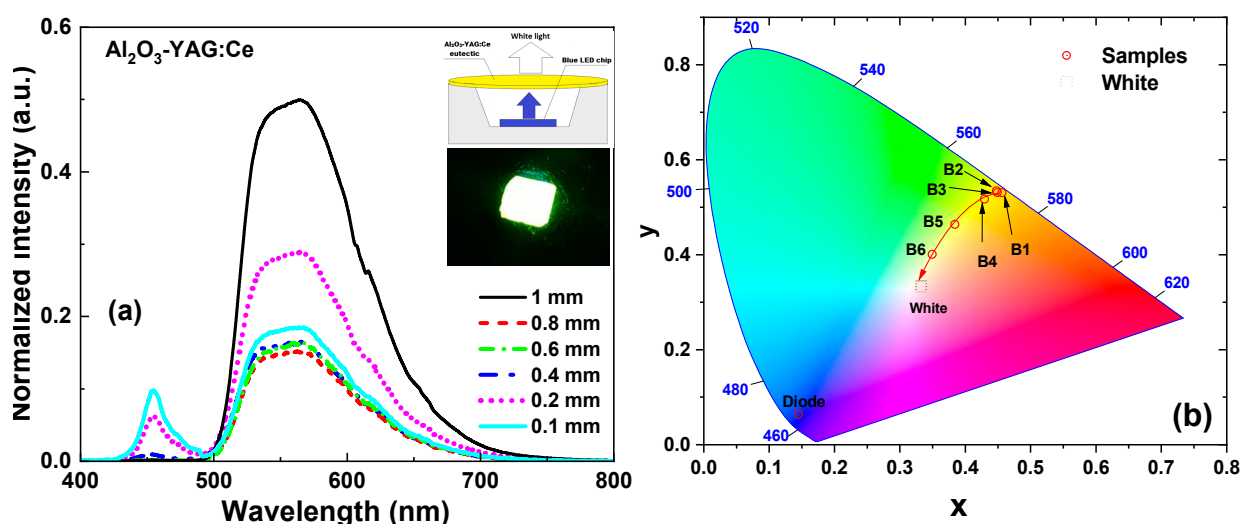 0.6
0.4
0.2
0.0
Normalized intensity (a.u.)
Al₂O₃-YAG:Ce
(a)
White light
Al₂O₃-YAG:Ce
eutectic
Blue LED chip
1 mm
0.8 mm
0.6 mm
0.4 mm
0.2 mm
0.1 mm
400
500
600
700
800
Wavelength (nm)
0.8
0.6
0.4
0.2
0.0
y
520
540
560
580
600
620
500
480
460
Samples
White
B2
B3
B5
B6
B4
B1
White
Diode
(b)
0.0
0.1
0.2
0.3
0.4
0.5
0.6
0.7
0.8
x